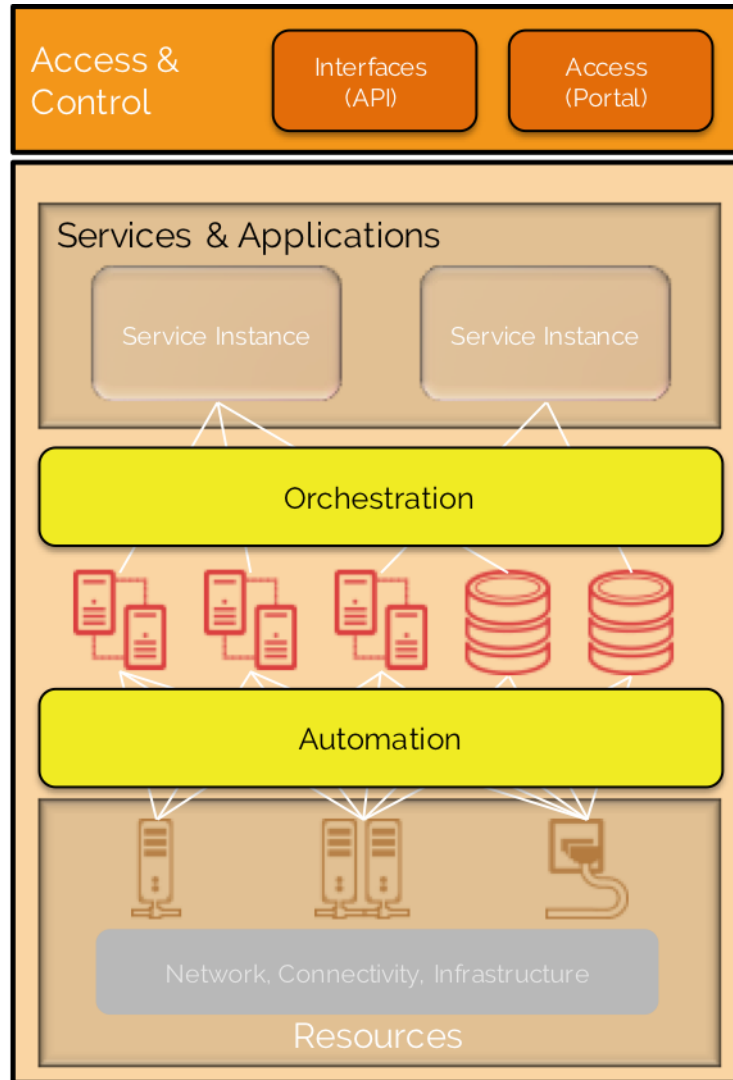 Access &
Control
Interfaces
(API)
Access
(Portal)
Services & Applications
Service Instance
Service Instance
Orchestration
Automation
Network, Connectivity, Infrastructure
Resources